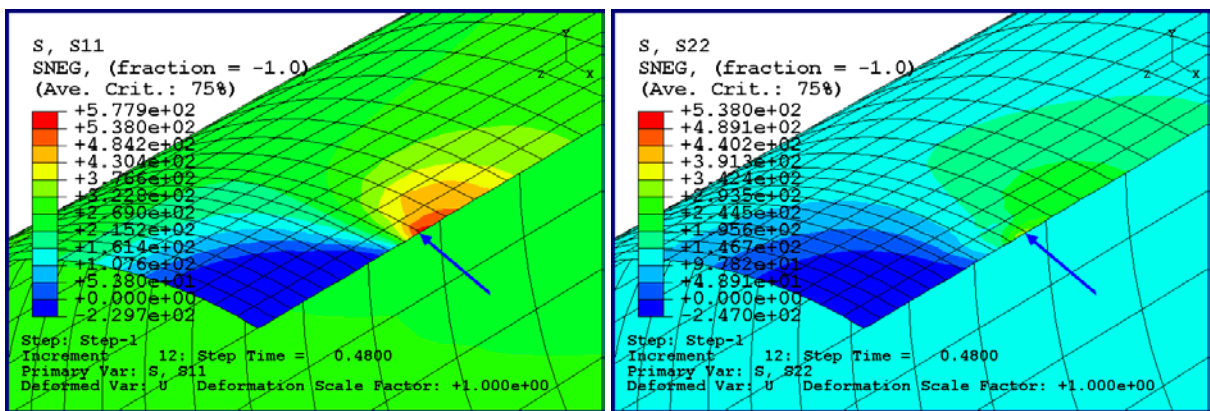 S, S11
SNEG, (fraction = -1.0)
(Ave. Crit.: 75%)
+5.779e+02
+5.380e+02
+4.842e+02
+4.304e+02
+3.766e+02
+3.228e+02
+2.690e+02
+2.152e+02
+1.614e+02
+1.076e+02
+5.380e+01
+0.000e+00
-2.297e+02
Y
Z
X
Step: Step-1
Increment 12: Step Time = 0.4800
Primary Var: S, S11
Deformed Var: U Deformation Scale Factor: +1.000e+00
S, S22
SNEG, (fraction = -1.0)
(Ave. Crit.: 75%)
+5.380e+02
+4.891e+02
+4.402e+02
+3.913e+02
+3.424e+02
+2.935e+02
+2.445e+02
+1.956e+02
+1.467e+02
+9.782e+01
+4.891e+01
+0.000e+00
-2.470e+02
Y
Z
X
Step: Step-1
Increment 12: Step Time = 0.4800
Primary Var: S, S22
Deformed Var: U Deformation Scale Factor: +1.000e+00